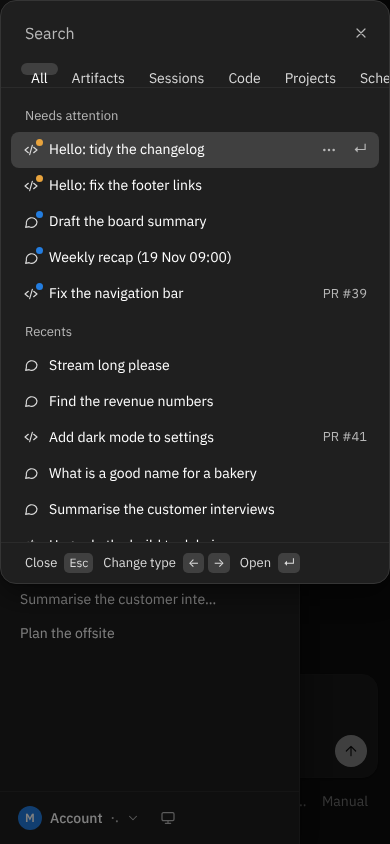 Search
All Artifacts Sessions Code Projects Sche
Needs attention
Hello: tidy the changelog
Hello: fix the footer links
Draft the board summary
Weekly recap (19 Nov 09:00)
Fix the navigation bar PR #39
Recents
Stream long please
Find the revenue numbers
Add dark mode to settings PR #41
What is a good name for a bakery
Summarise the customer interviews
Close Esc Change type ← → Open ↵
Summarise the customer inte...
Plan the offsite
Manual
M Account